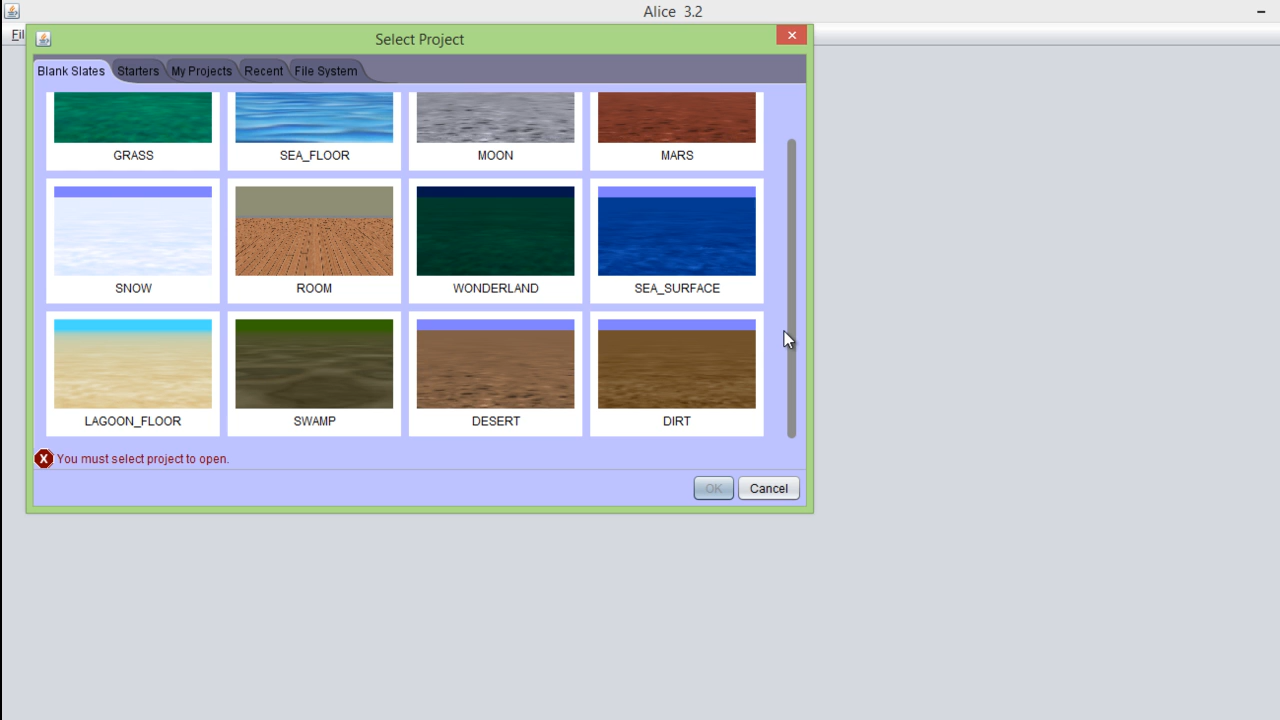 Alice 3.2
Fil
Select Project
Blank Slates Starters My Projects Recent File System
GRASS SEA_FLOOR MOON MARS
SNOW ROOM WONDERLAND SEA_SURFACE
LAGOON_FLOOR SWAMP DESERT DIRT
X You must select project to open.
OK Cancel